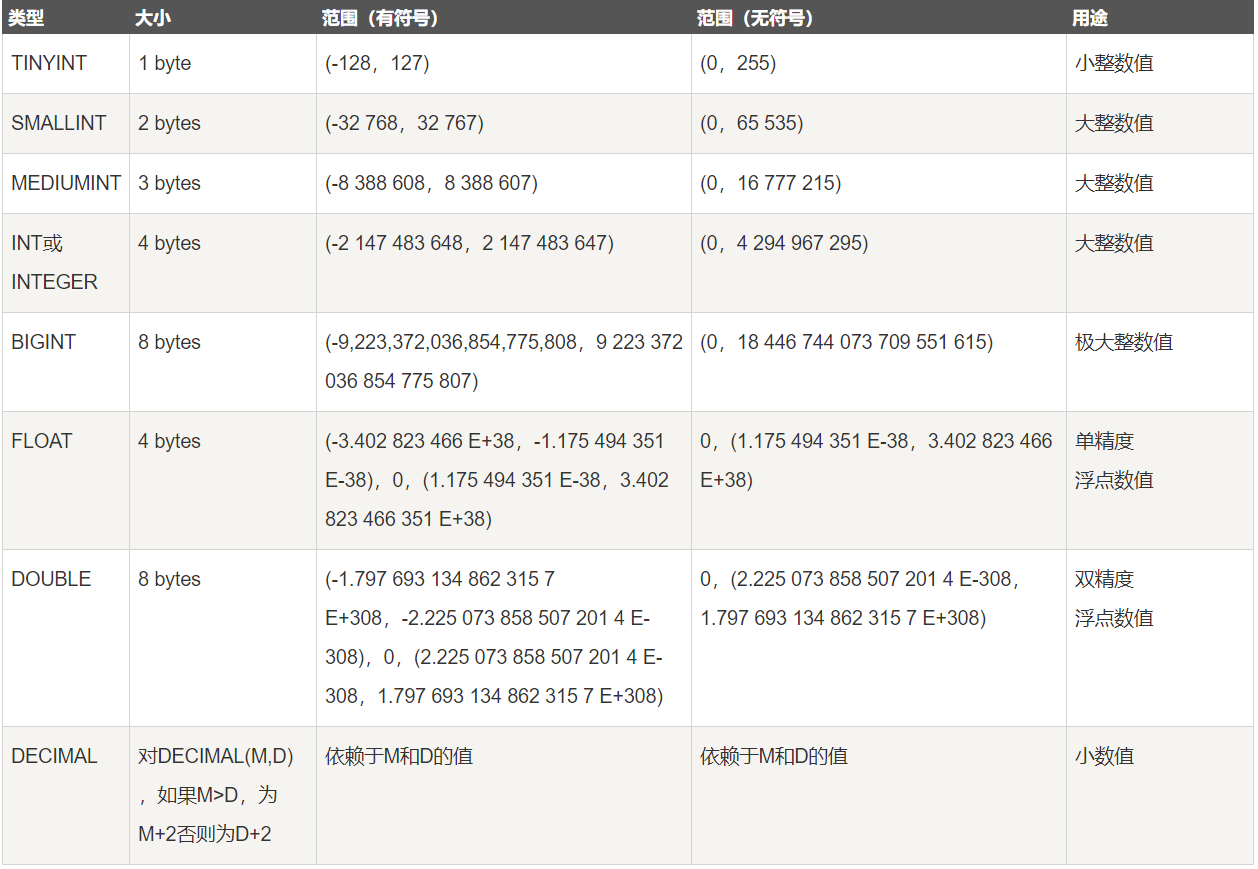 类型 大小 范围（有符号） 范围（无符号） 用途
TINYINT 1 byte (-128，127) (0，255) 小整数值
SMALLINT 2 bytes (-32 768，32 767) (0，65 535) 大整数值
MEDIUMINT 3 bytes (-8 388 608，8 388 607) (0，16 777 215) 大整数值
INT或 4 bytes (-2 147 483 648，2 147 483 647) (0，4 294 967 295) 大整数值
INTEGER
BIGINT 8 bytes (-9,223,372,036,854,775,808，9 223 372 (0，18 446 744 073 709 551 615) 极大整数值
036 854 775 807)
FLOAT 4 bytes (-3.402 823 466 E+38，-1.175 494 351 0，(1.175 494 351 E-38，3.402 823 466 单精度
E-38)，0，(1.175 494 351 E-38，3.402 E+38) 浮点数值
823 466 351 E+38)
DOUBLE 8 bytes (-1.797 693 134 862 315 7 0，(2.225 073 858 507 201 4 E-308， 双精度
E+308，-2.225 073 858 507 201 4 E- 1.797 693 134 862 315 7 E+308) 浮点数值
308)，0，(2.225 073 858 507 201 4 E-
308，1.797 693 134 862 315 7 E+308)
DECIMAL 对DECIMAL(M,D) 依赖于M和D的值 依赖于M和D的值 小数值
，如果M>D，为
M+2否则为D+2